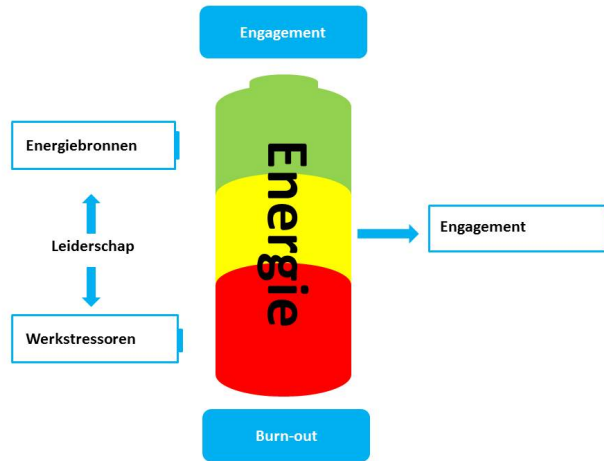 Engagement
Energiebronnen
Energie
Leiderschap
Engagement
Werkstressoren
Burn-out